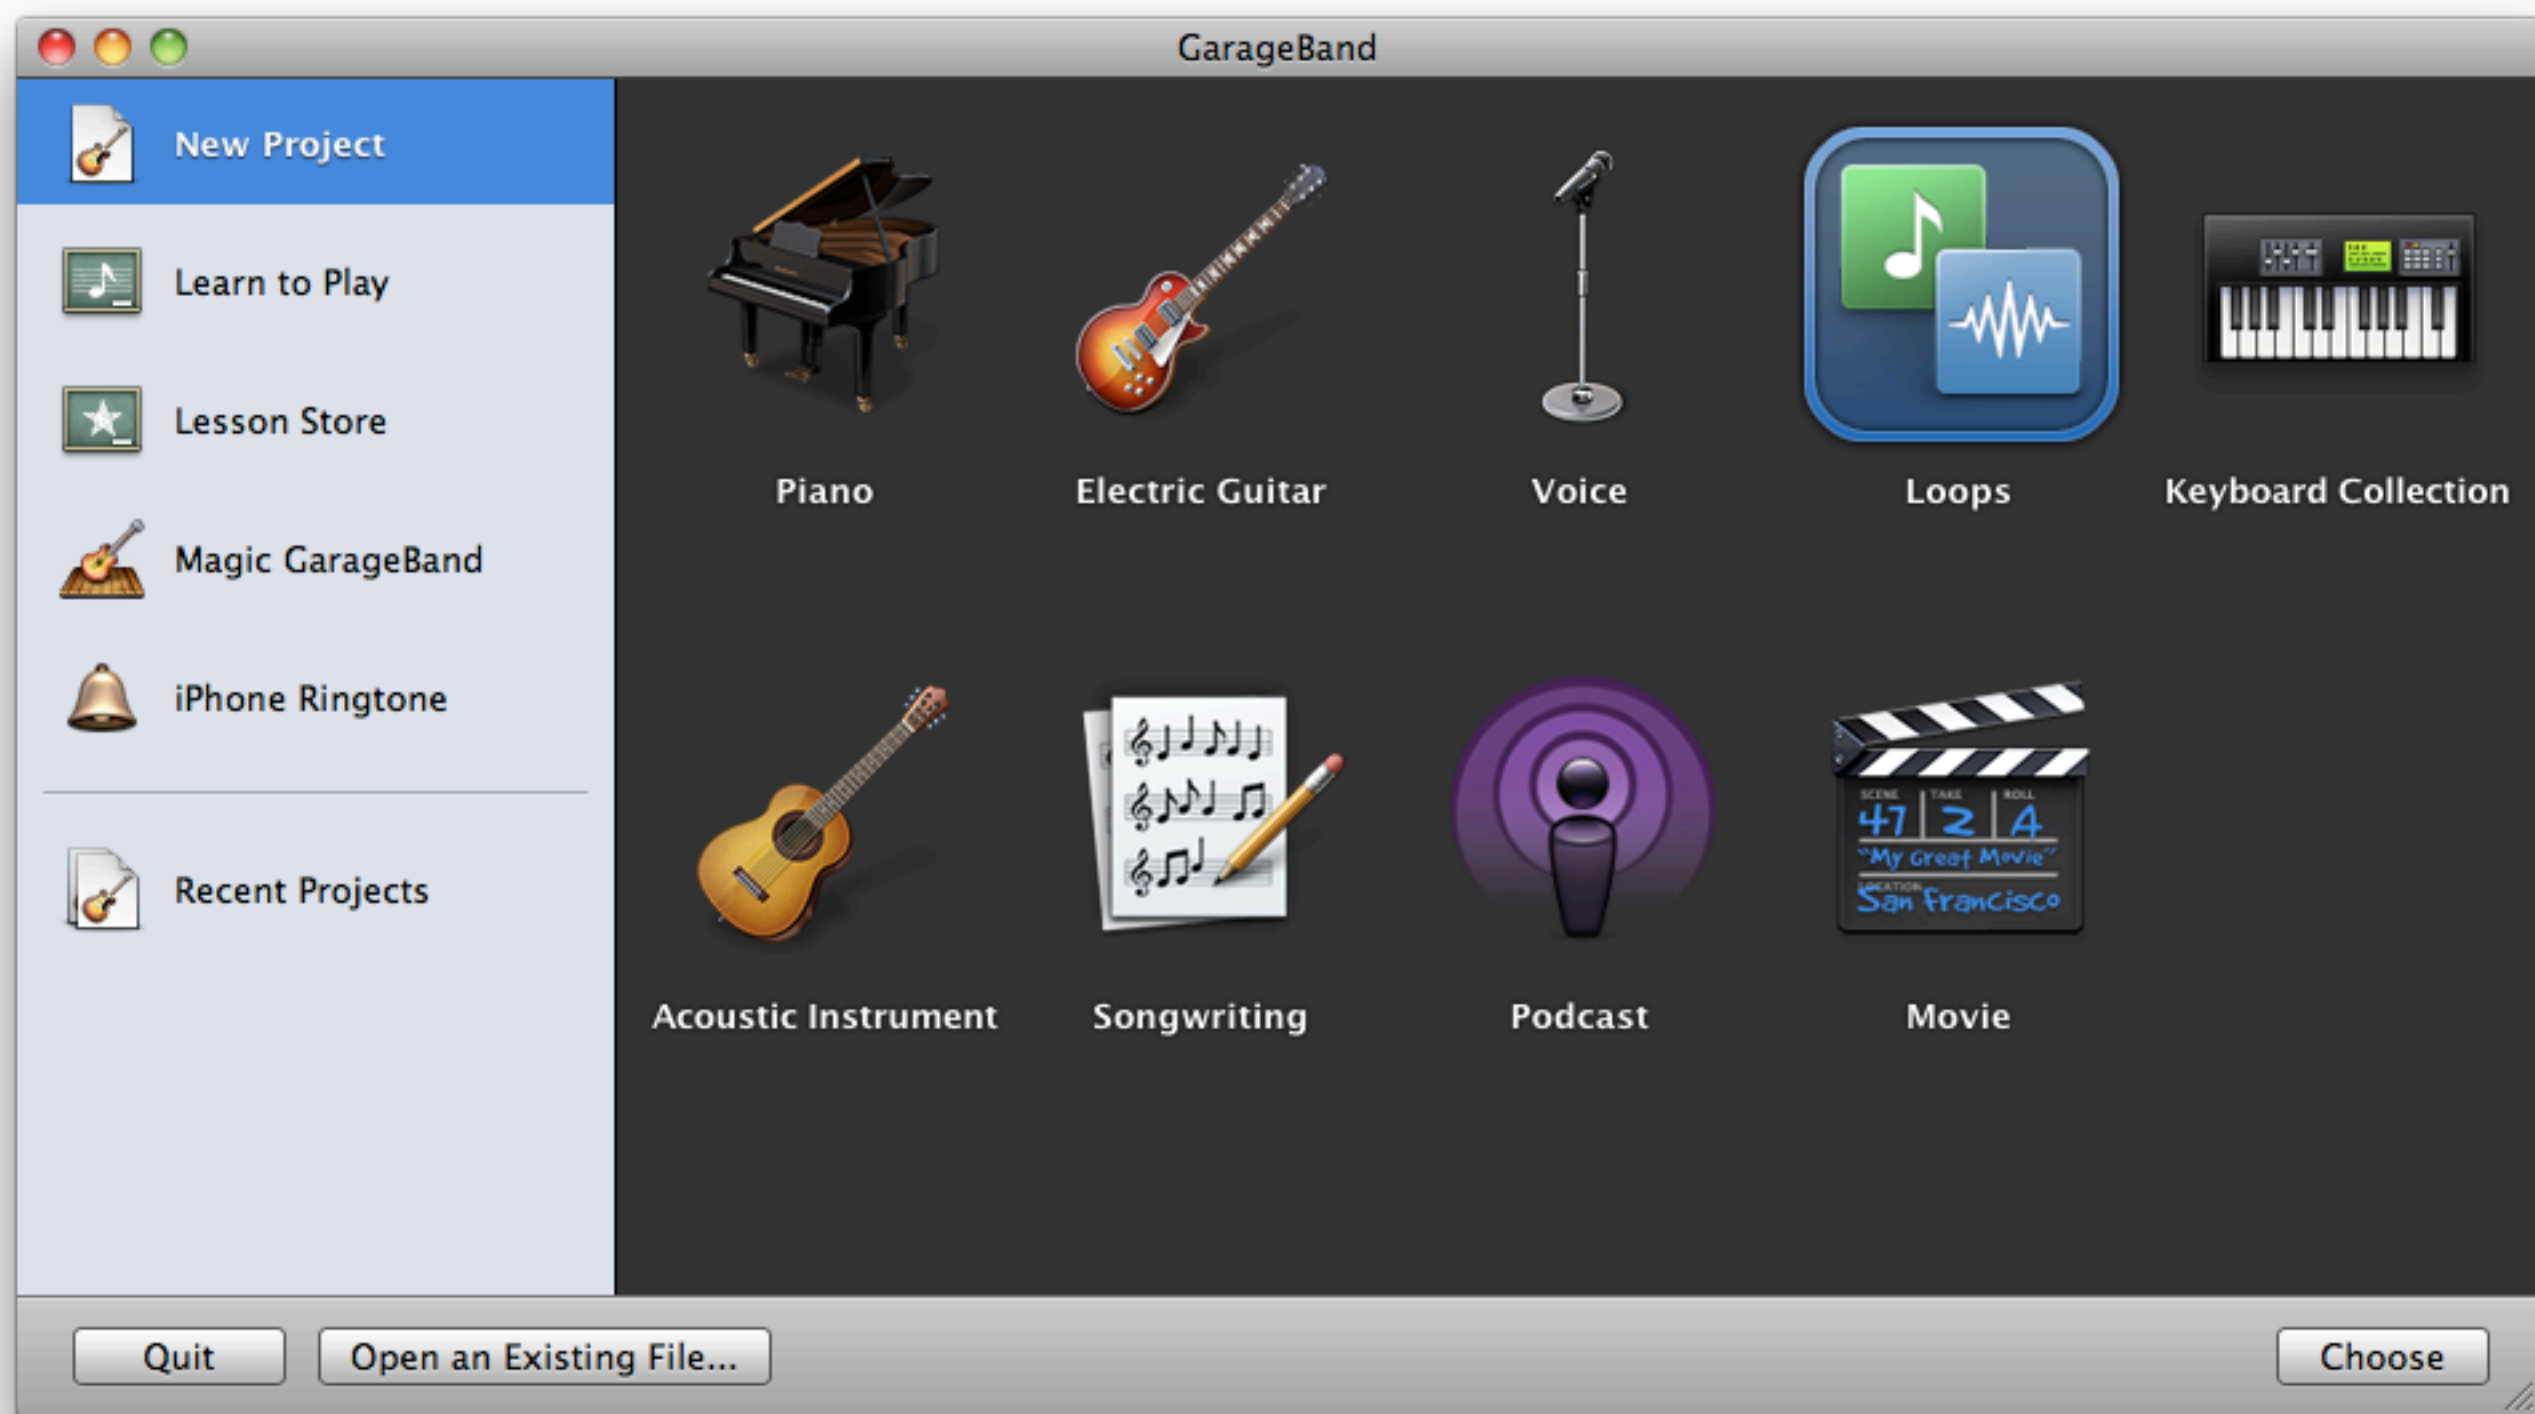 GarageBand
New Project
Learn to Play
Lesson Store
Magic GarageBand
iPhone Ringtone
Recent Projects
Piano
Electric Guitar
Voice
Loops
Keyboard Collection
Acoustic Instrument
Songwriting
Podcast
Movie
SCENE TAKE ROLL
47 2 A
"My Great Movie"
LOCATION
San Francisco
Quit
Open an Existing File...
Choose